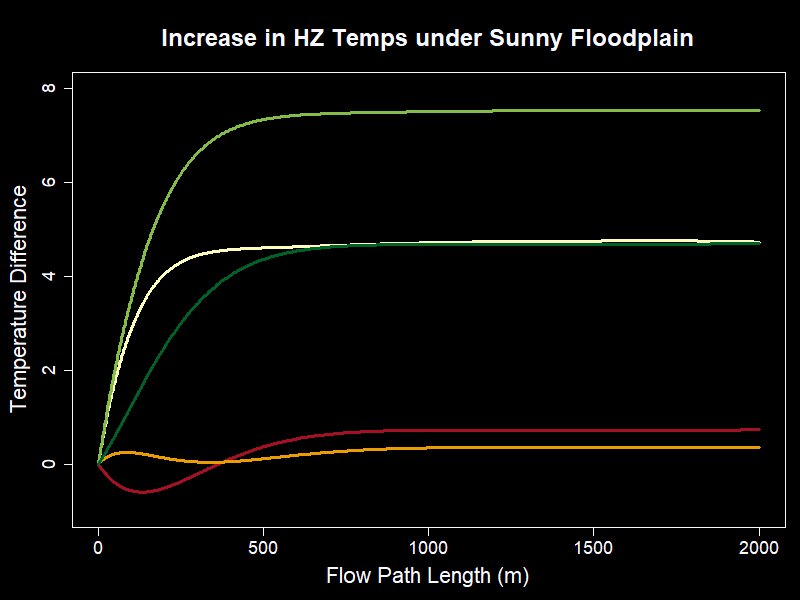 Increase in HZ Temps under Sunny Floodplain
Temperature Difference
8
6
4
2
0
0 500 1000 1500 2000
Flow Path Length (m)